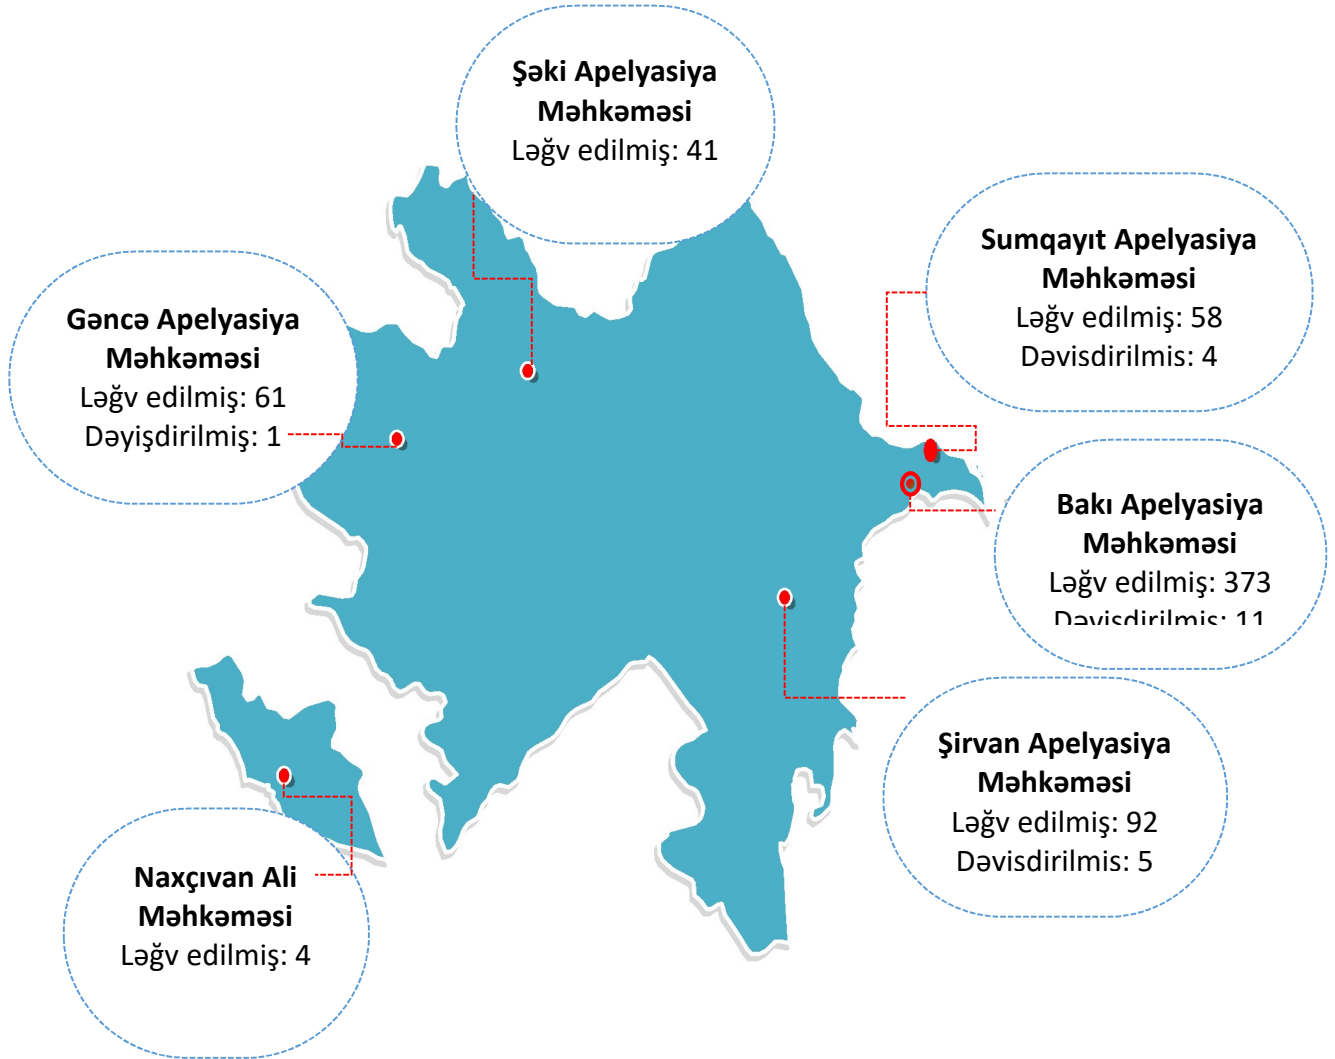 Şəki Apelyasiya
Məhkəməsi
Ləğv edilmiş: 41
Sumqayıt Apelyasiya
Məhkəməsi
Ləğv edilmiş: 58
Dəvisdirilmis: 4
Gəncə Apelyasiya
Məhkəməsi
Ləğv edilmiş: 61
Dəyişdirilmiş: 1
Bakı Apelyasiya
Məhkəməsi
Ləğv edilmiş: 373
Dəvisdirilmis: 11
Şirvan Apelyasiya
Məhkəməsi
Ləğv edilmiş: 92
Dəvisdirilmis: 5
Naxçıvan Ali
Məhkəməsi
Ləğv edilmiş: 4